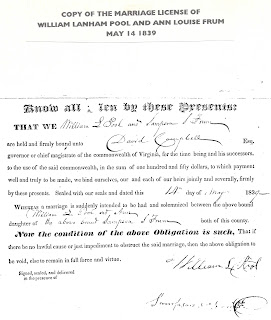 COPY OF THE MARRIAGE LICENSE OF
WILLIAM LANHAM POOL AND ANN LOUISE FRUM
MAY 14 1839
Know all Men by these Presents:
THAT WE William L Pool and Sampson S Frum
are held and firmly bound unto David Campbell Esq.
governor or chief magistrate of the commonwealth of Virginia, for the time being and his successors,
to the use of the said commonwealth, in the sum of one hundred and fifty dollars, to which payment
well and truly to be made, we bind ourselves, our and each of our heirs jointly and severally, firmly
by these presents. Sealed with our seals and dated this 14th day of May 1839
WHEREAS a marriage is suddenly intended to be had and solemnized between the above bound
William L Pool and Ann
daughter of the above bound Sampson S Frum both of this county.
Now the condition of the above Obligation is such, That if
there be no lawful cause or just impediment to obstruct the said marriage, then the above obligation to
be void, else to remain in full force and virtue.
William L Pool
Signed, sealed, and delivered
in the presence of